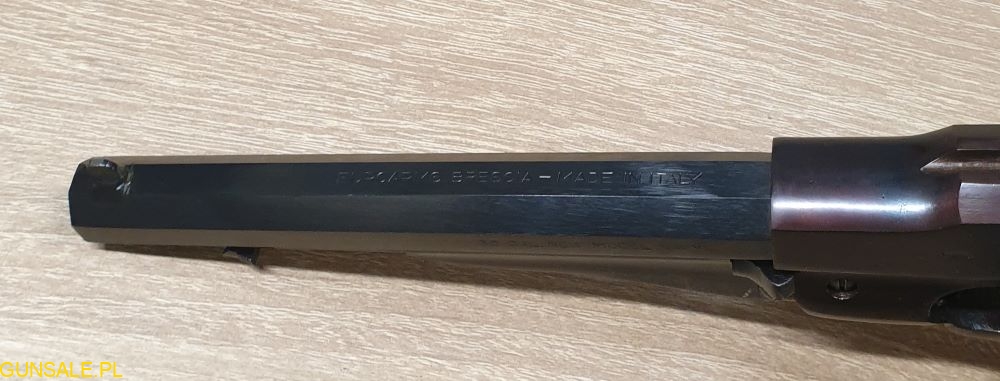 EUROARMS BRESCIA – MADE IN ITALY
GUNSALE.PL